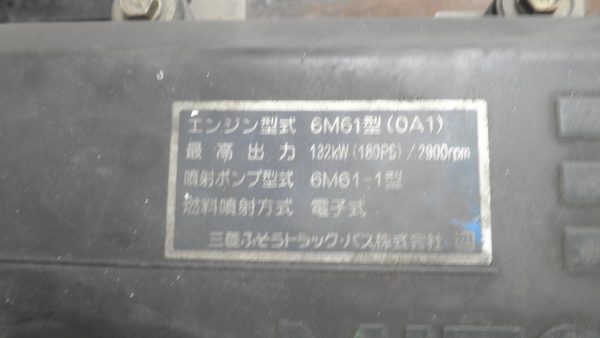 エンジン型式 6M61型(0A1)
最高出力 132kW(180PS)/2900rpm
噴射ポンプ型式 6M61-1型
燃料噴射方式 電子式
三菱ふそうトラック・バス株式会社